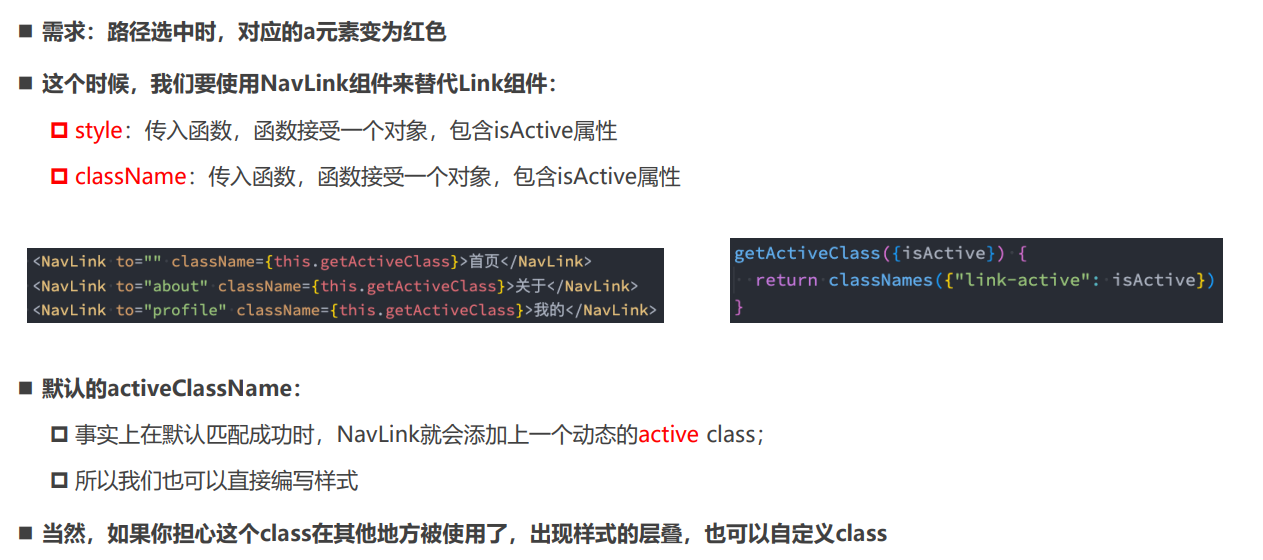 需求：路径选中时，对应的a元素变为红色
这个时候，我们要使用NavLink组件来替代Link组件：
style：传入函数，函数接受一个对象，包含isActive属性
className：传入函数，函数接受一个对象，包含isActive属性
<NavLink to="" className={this.getActiveClass}>首页</NavLink>
<NavLink to="about" className={this.getActiveClass}>关于</NavLink>
<NavLink to="profile" className={this.getActiveClass}>我的</NavLink>
getActiveClass({isActive}) {
return classNames({"link-active": isActive})
}
默认的activeClassName：
事实上在默认匹配成功时，NavLink就会添加上一个动态的active class；
所以我们也可以直接编写样式
当然，如果你担心这个class在其他地方被使用了，出现样式的层叠，也可以自定义class